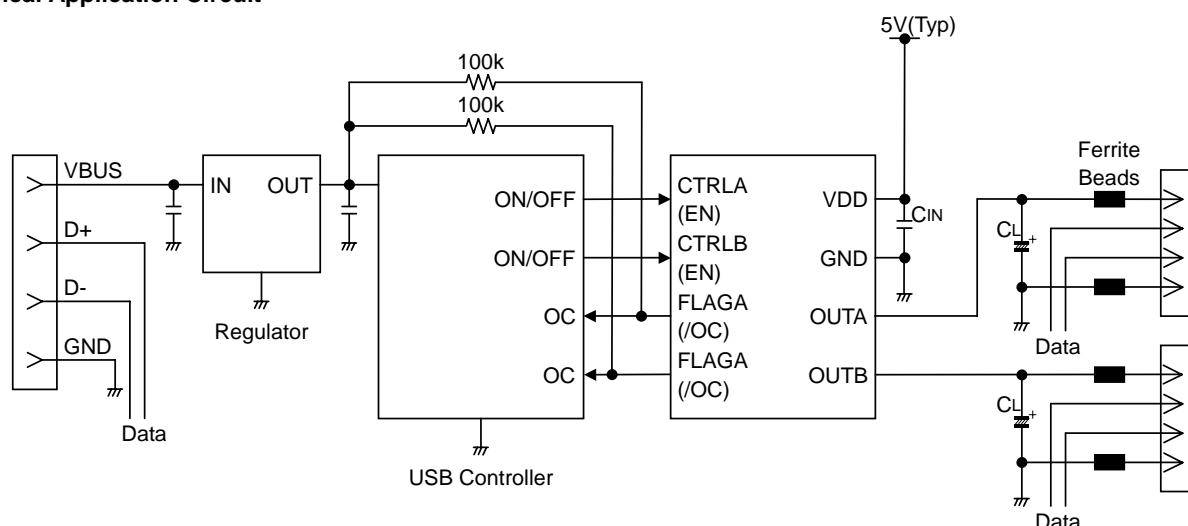 Application Circuit
5V(Typ)
100k
100k
VBUS
D+
D-
GND
Data
IN
OUT
Regulator
ON/OFF
ON/OFF
OC
OC
USB Controller
CTRLA
(EN)
CTRLB
(EN)
FLAGA
(/OC)
FLAGA
(/OC)
VDD
GND
OUTA
OUTB
CIN
Ferrite
Beads
CL
+
Data
CL
+
Data